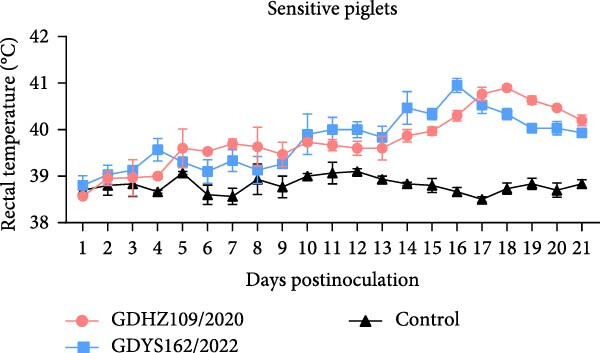 Sensitive piglets
Rectal temperature (°C)
42
41
40
39
38
1 2 3 4 5 6 7 8 9 10 11 12 13 14 15 16 17 18 19 20 21
Days postinoculation
GDHZ109/2020
Control
GDYS162/2022